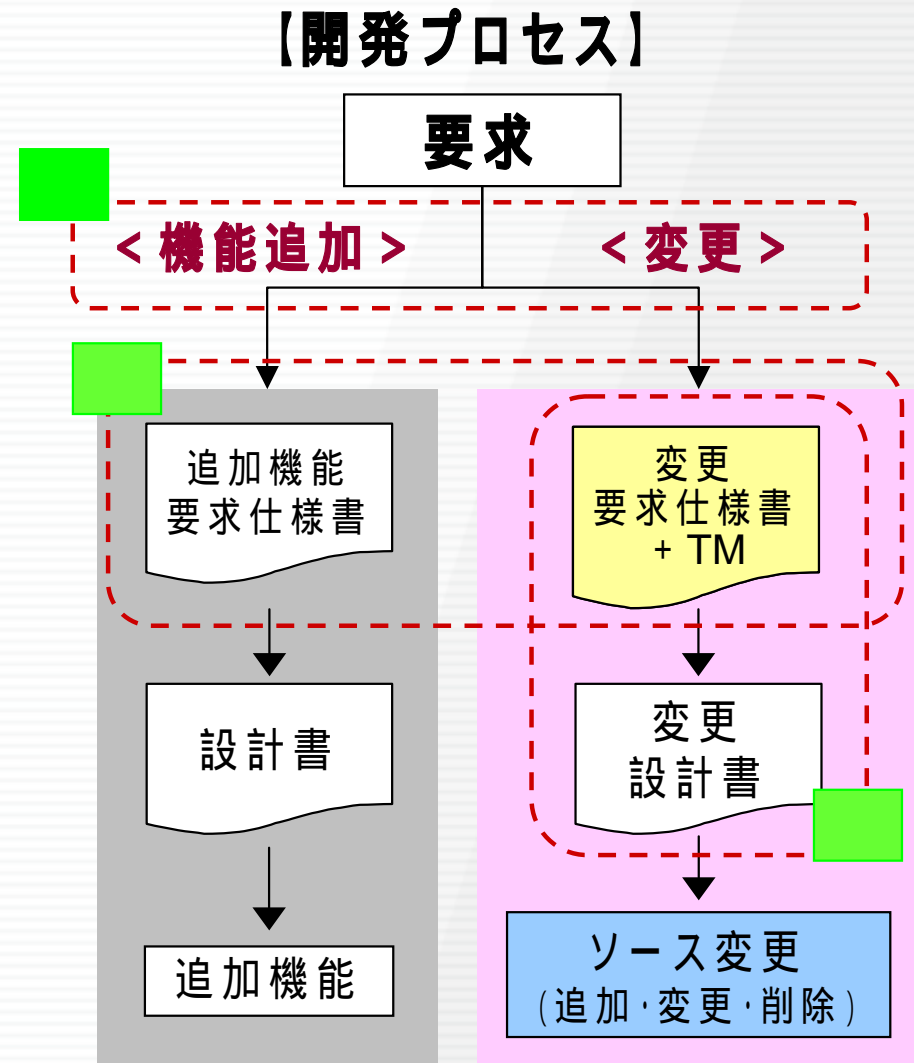 【開発プロセス】
要求
<機能追加>
<変更>
追加機能
要求仕様書
変更
要求仕様書
+ TM
設計書
変更
設計書
追加機能
ソース変更
(追加・変更・削除)